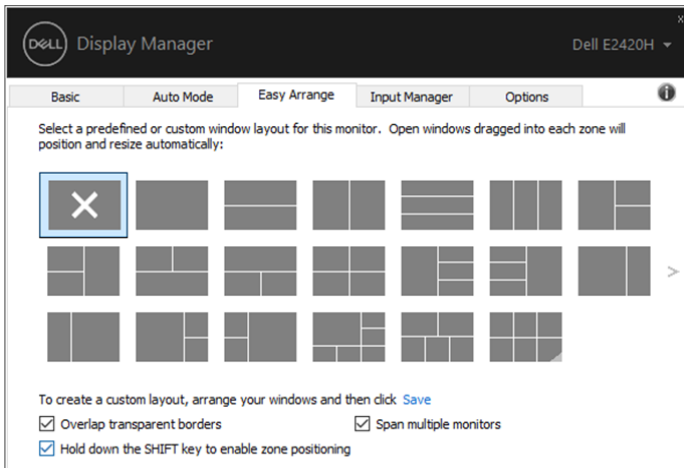 DELL Display Manager
Dell E2420H
Basic Auto Mode Easy Arrange Input Manager Options
Select a predefined or custom window layout for this monitor. Open windows dragged into each zone will
position and resize automatically:
To create a custom layout, arrange your windows and then click Save
Overlap transparent borders
Span multiple monitors
Hold down the SHIFT key to enable zone positioning